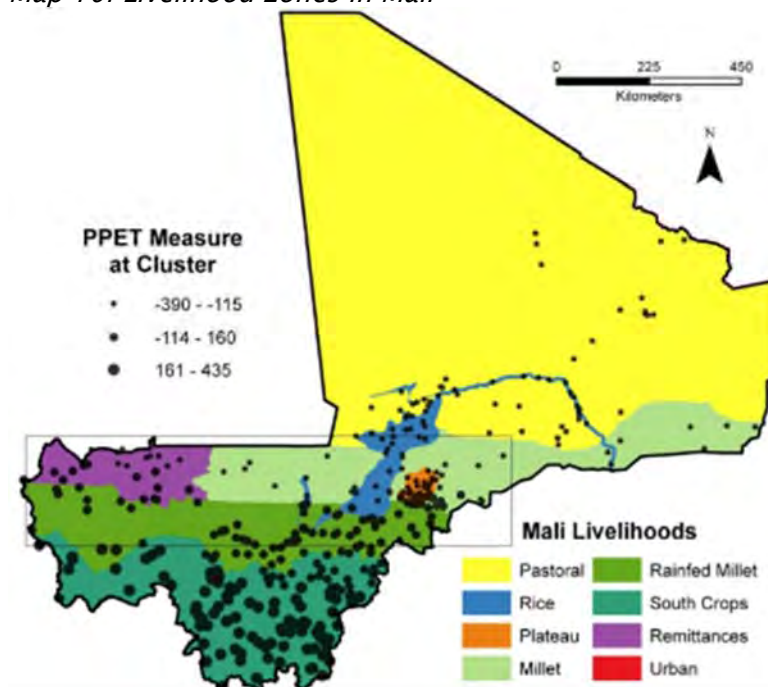 0 225 450
Kilometers
N
PPET Measure
at Cluster
-390 - -115
-114 - 160
161 - 435
Mali Livelihoods
Pastoral Rainfed Millet
Rice South Crops
Plateau Remittances
Millet Urban